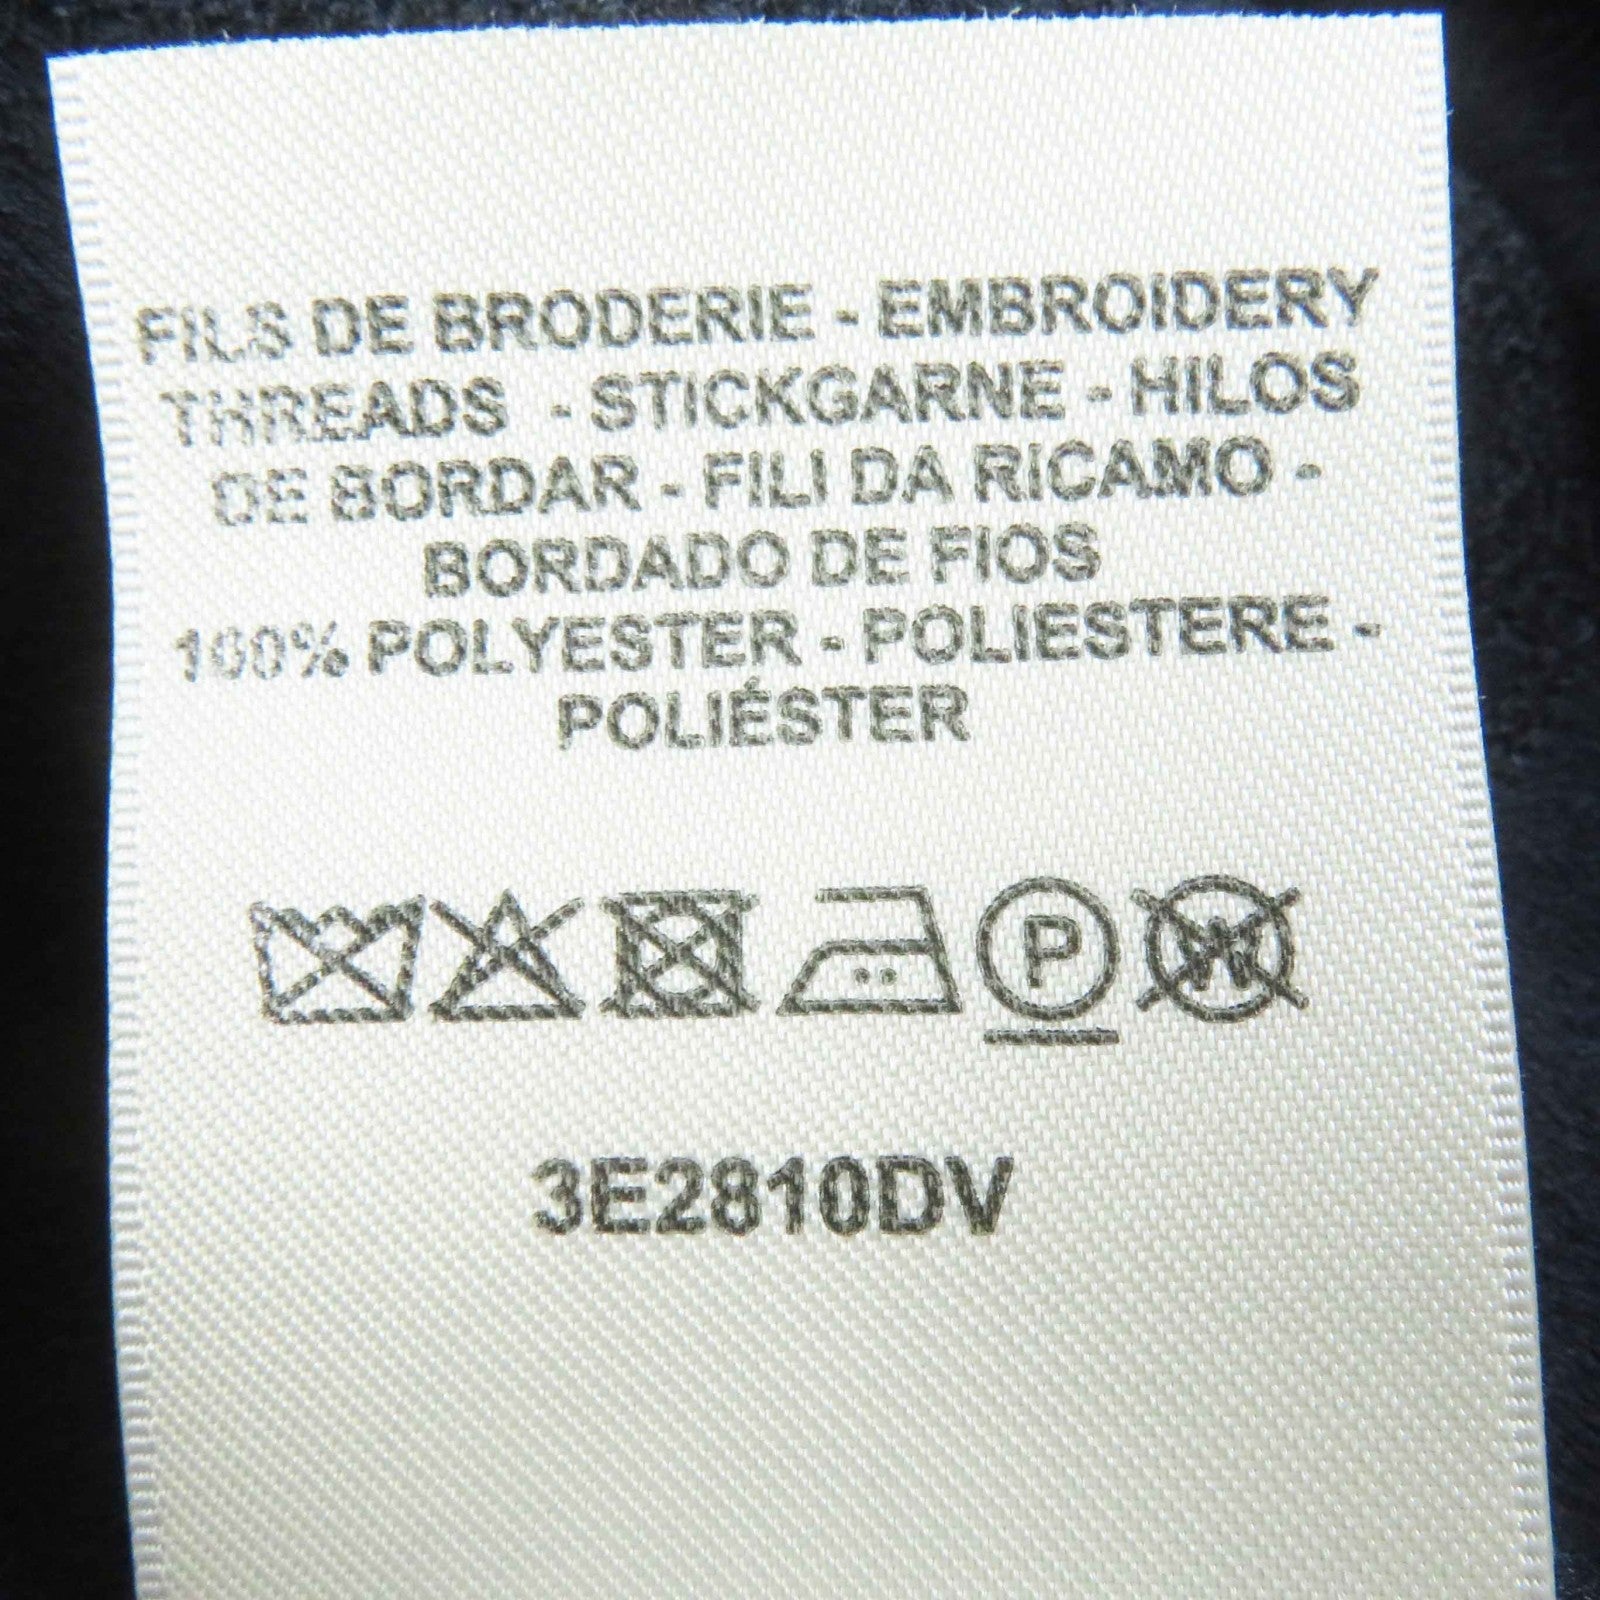 FILS DE BRODERIE - EMBROIDERY
THREADS - STICKGARNE - HILOS
DE BORDAR - FILI DA RICAMO -
BORDADO DE FIOS
100% POLYESTER - POLIESTERE -
POLIÉSTER
P W
3E2810DV